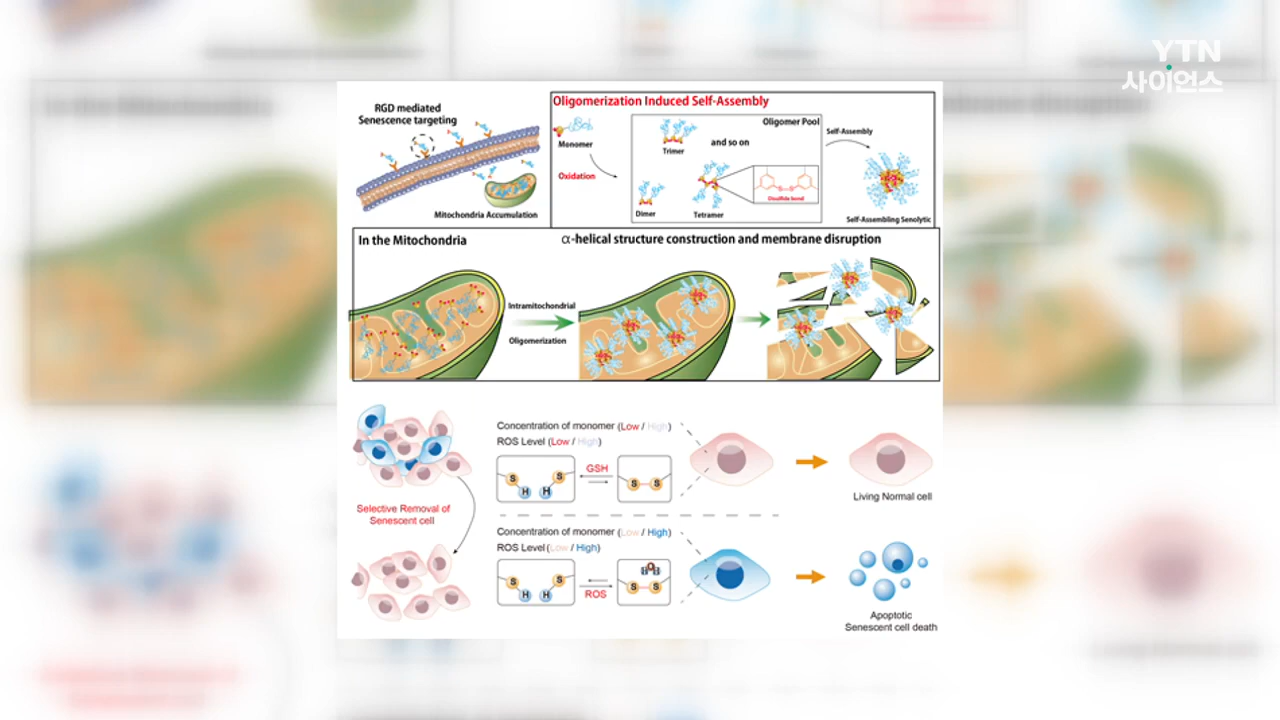 YTN
사이언스
RGD mediated
Senescence targeting
Mitochondria Accumulation
Oligomerization Induced Self-Assembly
Monomer
Oxidation
Oligomer Pool
Trimer
and so on
Dimer
Tetramer
Disulfide bond
Self-Assembly
Self-Assembling Senolytic
In the Mitochondria
α-helical structure construction and membrane disruption
Intramitochondrial
Oligomerization
Selective Removal of
Senescent cell
Concentration of monomer (Low / High)
ROS Level (Low / High)
S
H
H
S
GSH
S
S
Living Normal cell
Concentration of monomer (Low / High)
ROS Level (Low / High)
S
H
H
S
ROS
H
O
H
S
S
Apoptotic
Senescent cell death